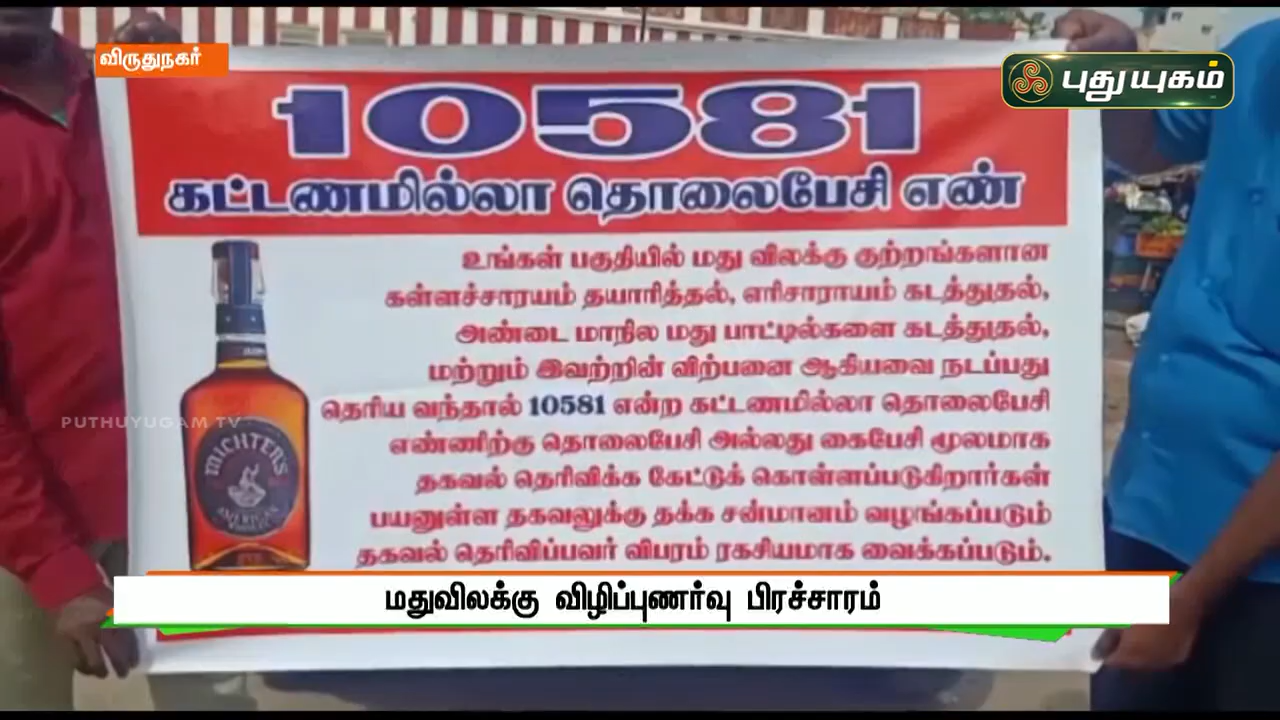 விருதுநகர்
புதுயுகம்
10581
கட்டணமில்லா தொலைபேசி எண்
உங்கள் பகுதியில் மது விலக்கு குற்றங்களான
கள்ளச்சாரயம் தயாரித்தல், எரிசாராயம் கடத்துதல்,
அண்டை மாநில மது பாட்டில்களை கடத்துதல்,
மற்றும் இவற்றின் விற்பனை ஆகியவை நடப்பது
தெரிய வந்தால் 10581 என்ற கட்டணமில்லா தொலைபேசி
எண்ணிற்கு தொலைபேசி அல்லது கைபேசி மூலமாக
தகவல் தெரிவிக்க கேட்டுக் கொள்ளப்படுகிறார்கள்
பயனுள்ள தகவலுக்கு தக்க சன்மானம் வழங்கப்படும்
தகவல் தெரிவிப்பவர் விபரம் ரகசியமாக வைக்கப்படும்.
PUTHUYUGAM TV
MICHTER'S
AMERICAN
மதுவிலக்கு விழிப்புணர்வு பிரச்சாரம்